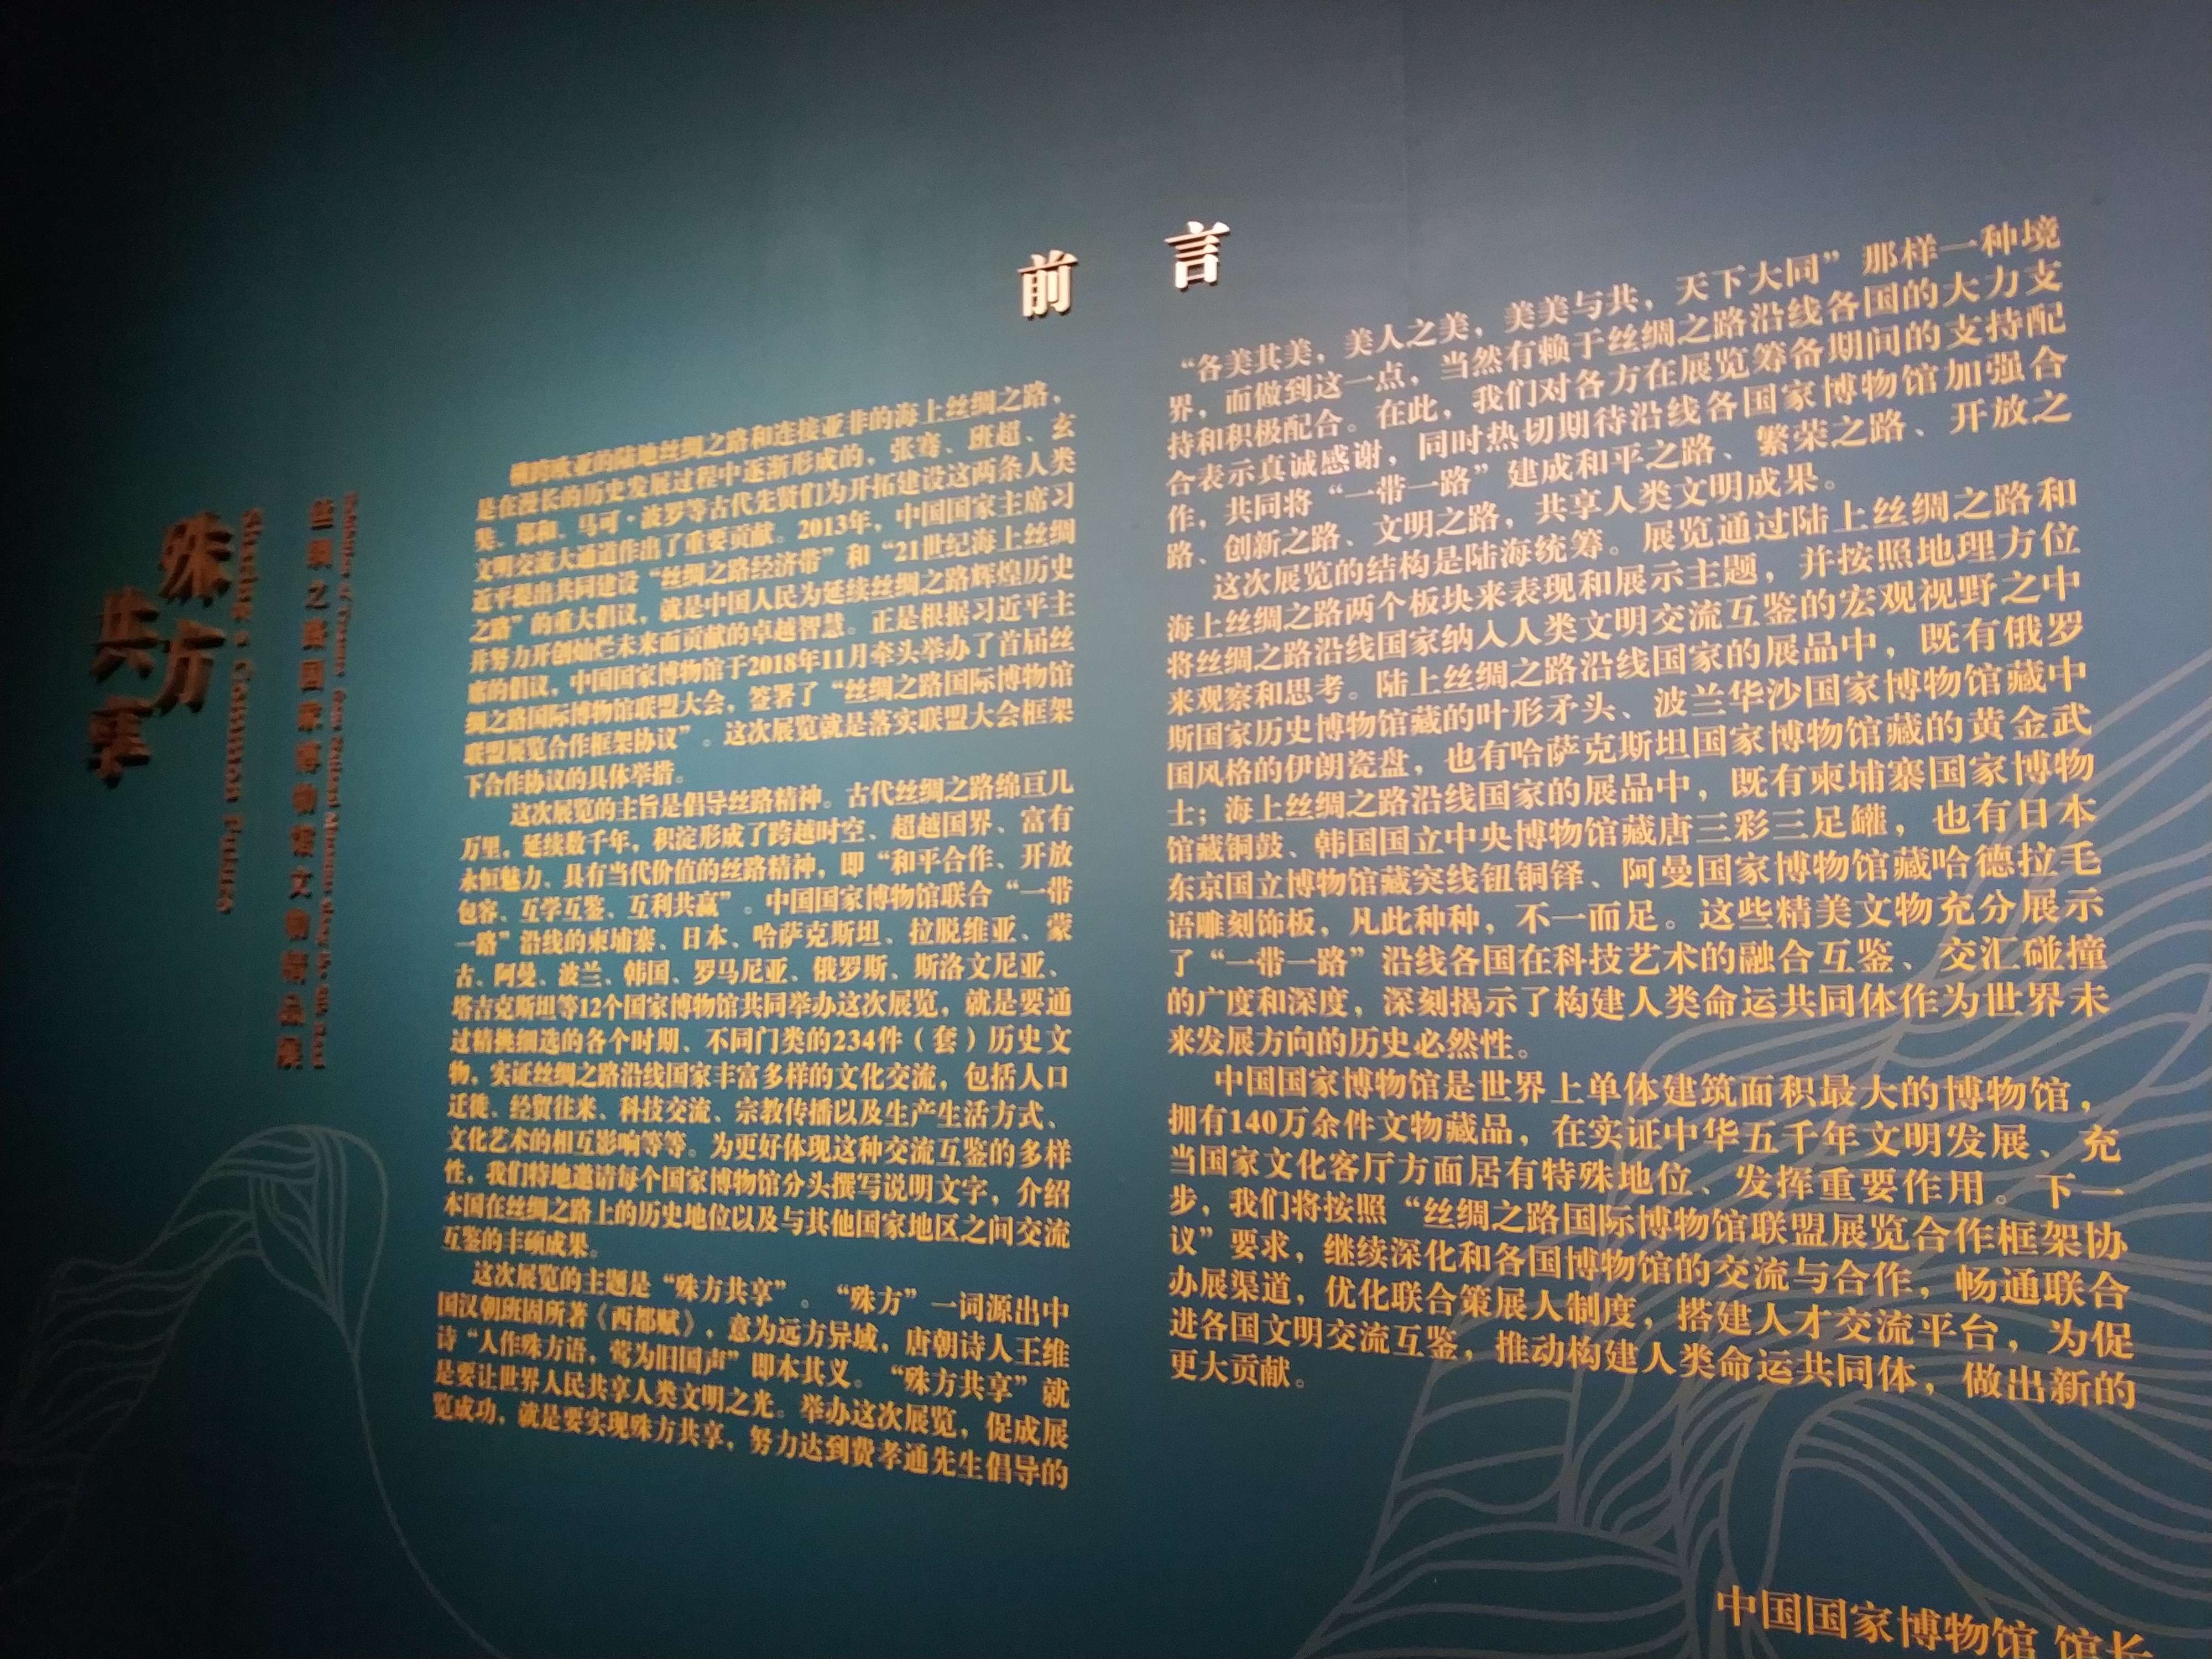 殊方
共享
丝绸之路国家博物馆文物精品展
前言
横跨欧亚的陆地丝绸之路和连接亚非的海上丝绸之路，
是在漫长的历史发展过程中逐渐形成的，张骞、班超、玄
奘、郑和、马可·波罗等古代先贤们为开拓建设这两条人类
文明交流大通道作出了重要贡献。2013年，中国国家主席习
近平提出共同建设“丝绸之路经济带”和“21世纪海上丝绸
之路”的重大倡议，就是中国人民为延续丝绸之路辉煌历史
并努力开创灿烂未来而贡献的卓越智慧。正是根据习近平主
席的倡议，中国国家博物馆于2018年11月牵头举办了首届丝
绸之路国际博物馆联盟大会，签署了“丝绸之路国际博物馆
联盟展览合作框架协议”。这次展览就是落实联盟大会框架
下合作协议的具体举措。
这次展览的主旨是倡导丝路精神。古代丝绸之路绵亘几
万里，延续数千年，积淀形成了跨越时空、超越国界、富有
永恒魅力、具有当代价值的丝路精神，即“和平合作、开放
包容、互学互鉴、互利共赢”。中国国家博物馆联合“一带
一路”沿线的柬埔寨、日本、哈萨克斯坦、拉脱维亚、蒙
古、阿曼、波兰、韩国、罗马尼亚、俄罗斯、斯洛文尼亚、
塔吉克斯坦等12个国家博物馆共同举办这次展览，就是要通
过精挑细选的各个时期、不同门类的234件（套）历史文
物，实证丝绸之路沿线国家丰富多样的文化交流，包括人口
迁徙、经贸往来、科技交流、宗教传播以及生产生活方式、
文化艺术的相互影响等等。为更好体现这种交流互鉴的多样
性，我们特地邀请每个国家博物馆分头撰写说明文字，介绍
本国在丝绸之路上的历史地位以及与其他国家地区之间交流
互鉴的丰硕成果。
这次展览的主题是“殊方共享”。“殊方”一词源出中
国汉朝班固所著《西都赋》，意为远方异域，唐朝诗人王维
诗“人作殊方语，莺为旧国声”即本其义。“殊方共享”就
是要让世界人民共享人类文明之光。举办这次展览，促成展
览成功，就是要实现殊方共享，努力达到费孝通先生倡导的
“各美其美，美人之美，美美与共，天下大同”那样一种境
界，而做到这一点，当然有赖于丝绸之路沿线各国的大力支
持和积极配合。在此，我们对各方在展览筹备期间的支持配
合表示真诚感谢，同时热切期待沿线各国家博物馆加强合
作，共同将“一带一路”建成和平之路、繁荣之路、开放之
路、创新之路、文明之路，共享人类文明成果。
这次展览的结构是陆海统筹。展览通过陆上丝绸之路和
海上丝绸之路两个板块来表现和展示主题，并按照地理方位
将丝绸之路沿线国家纳入人类文明交流互鉴的宏观视野之中
来观察和思考。陆上丝绸之路沿线国家的展品中，既有俄罗
斯国家历史博物馆藏的叶形矛头、波兰华沙国家博物馆藏中
国风格的伊朗瓷盘，也有哈萨克斯坦国家博物馆藏的黄金武
士；海上丝绸之路沿线国家的展品中，既有柬埔寨国家博物
馆藏铜鼓、韩国国立中央博物馆藏唐三彩三足罐，也有日本
东京国立博物馆藏突线钮铜铎、阿曼国家博物馆藏哈德拉毛
语雕刻饰板，凡此种种，不一而足。这些精美文物充分展示
了“一带一路”沿线各国在科技艺术的融合互鉴、交汇碰撞
的广度和深度，深刻揭示了构建人类命运共同体作为世界未
来发展方向的历史必然性。
中国国家博物馆是世界上单体建筑面积最大的博物馆，
拥有140万余件文物藏品，在实证中华五千年文明发展、充
当国家文化客厅方面居有特殊地位、发挥重要作用。下一
步，我们将按照“丝绸之路国际博物馆联盟展览合作框架协
议”要求，继续深化和各国博物馆的交流与合作，畅通联合
办展渠道，优化联合策展人制度，搭建人才交流平台，为促
进各国文明交流互鉴，推动构建人类命运共同体，做出新的
更大贡献。
中国国家博物馆 馆长